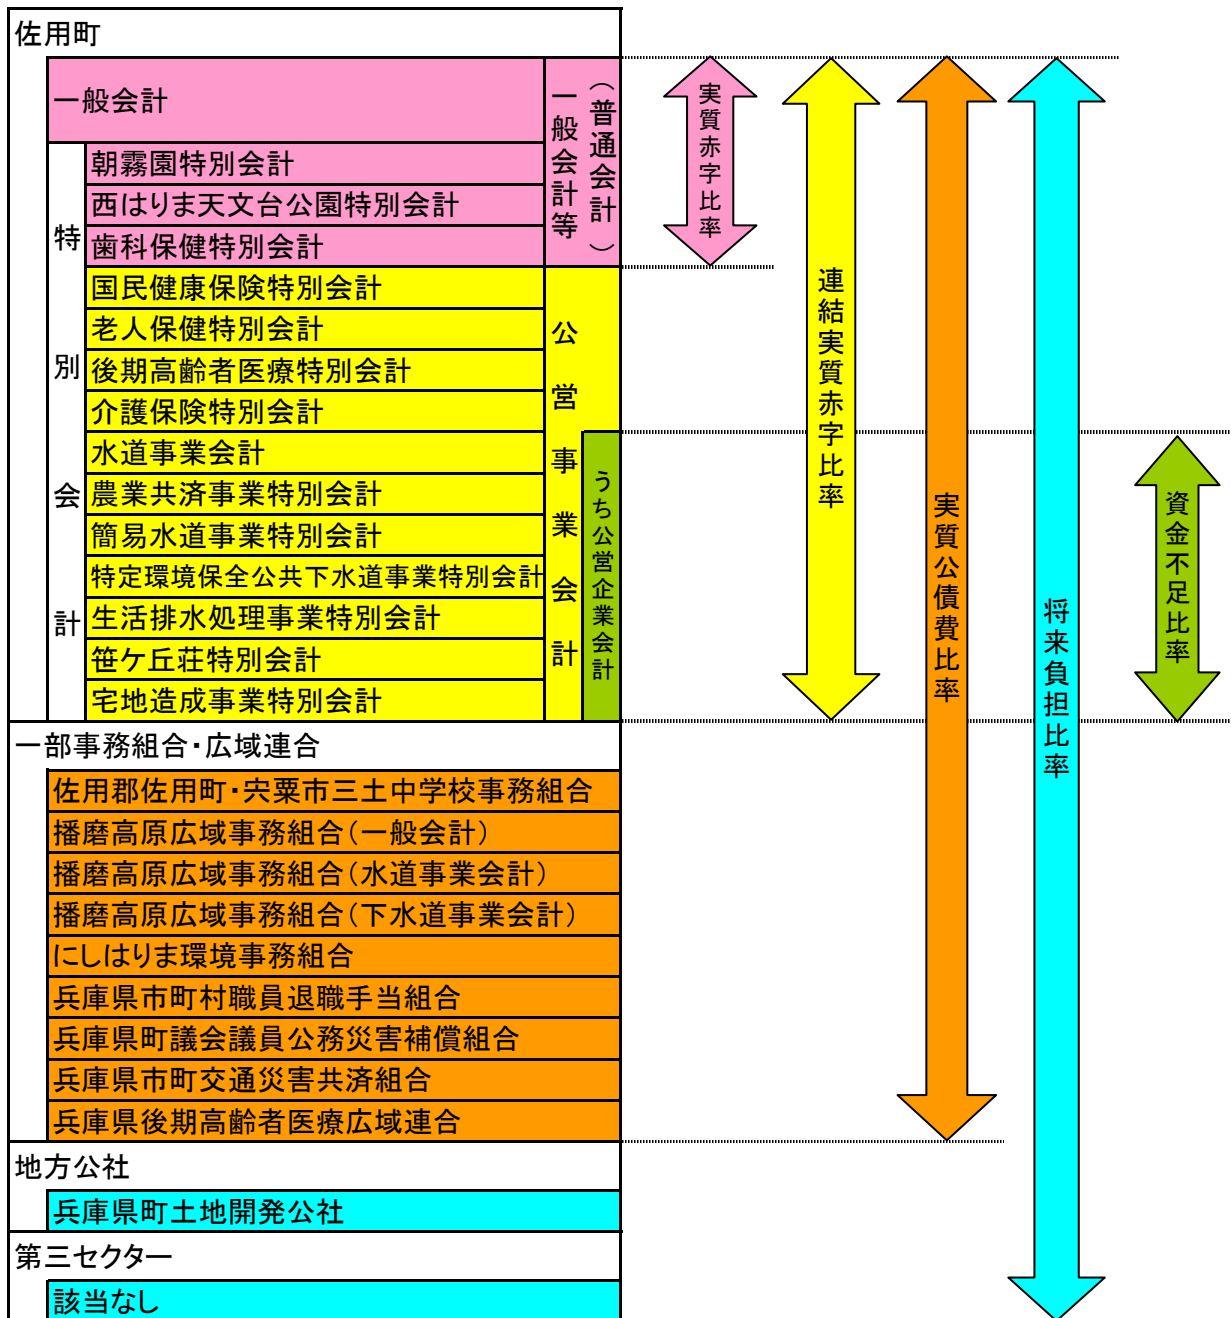 佐用町
一般会計
特別会計
朝霧園特別会計
西はりま天文台公園特別会計
歯科保健特別会計
国民健康保険特別会計
老人保健特別会計
後期高齢者医療特別会計
介護保険特別会計
水道事業会計
農業共済事業特別会計
簡易水道事業特別会計
特定環境保全公共下水道事業特別会計
生活排水処理事業特別会計
笹ケ丘荘特別会計
宅地造成事業特別会計
一般会計等
（普通会計）
公営事業会計
うち公営企業会計
一部事務組合・広域連合
佐用郡佐用町・宍粟市三土中学校事務組合
播磨高原広域事務組合（一般会計）
播磨高原広域事務組合（水道事業会計）
播磨高原広域事務組合（下水道事業会計）
にしはりま環境事務組合
兵庫県市町村職員退職手当組合
兵庫県町議会議員公務災害補償組合
兵庫県市町交通災害共済組合
兵庫県後期高齢者医療広域連合
地方公社
兵庫県町土地開発公社
第三セクター
該当なし
実質赤字比率
連結実質赤字比率
実質公債費比率
将来負担比率
資金不足比率